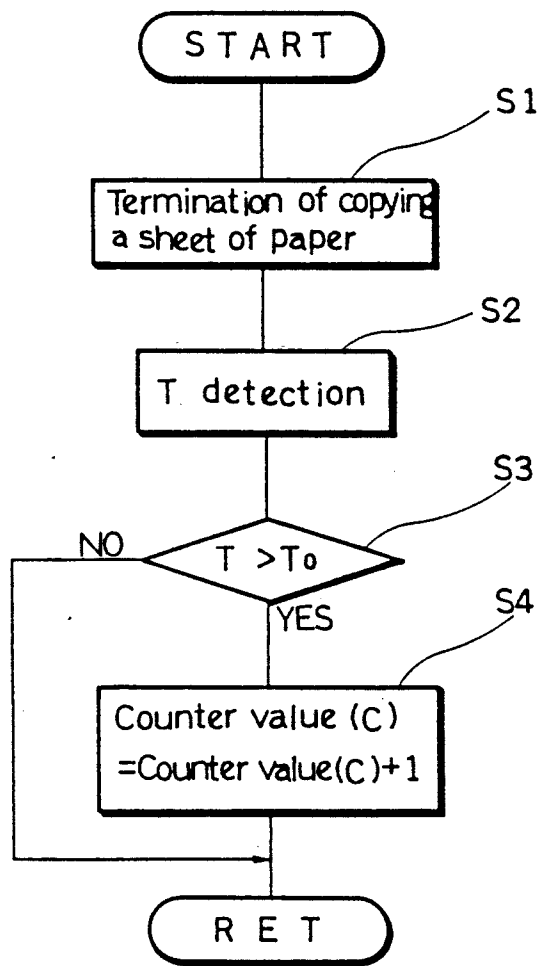 START
S1
Termination of copying
a sheet of paper
S2
T detection
S3
NO
T >To
YES
S4
Counter value (C)
=Counter value(C)+1
RET